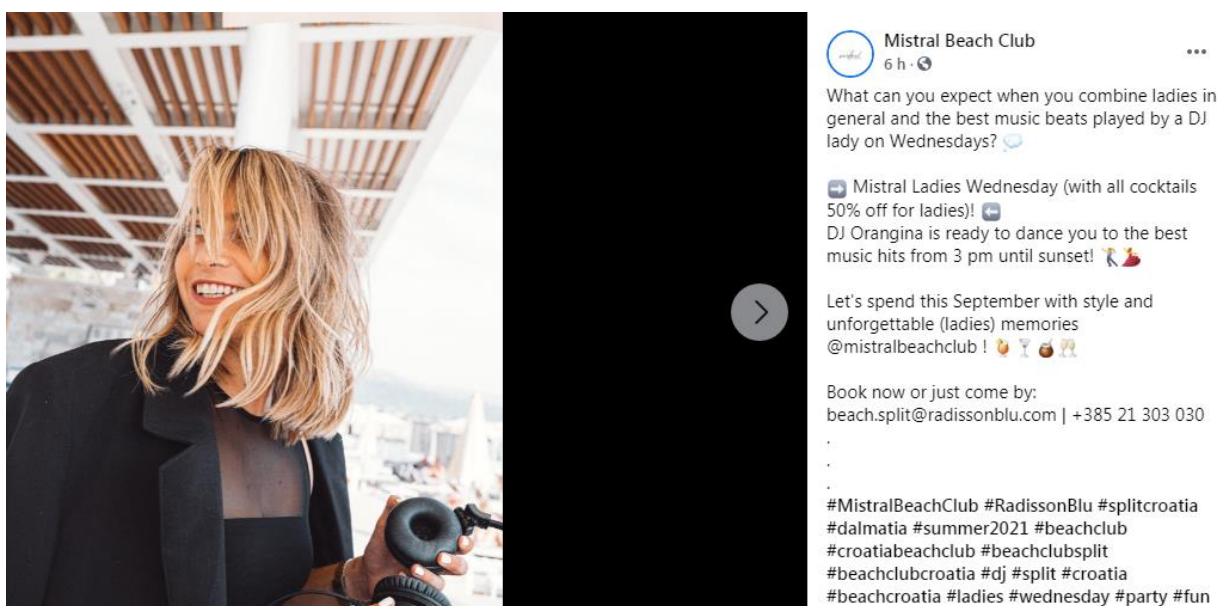 Mistral Beach Club
6 h ·
What can you expect when you combine ladies in
general and the best music beats played by a DJ
lady on Wednesdays? 💭
➡️ Mistral Ladies Wednesday (with all cocktails
50% off for ladies)! ⬅️
DJ Orangina is ready to dance you to the best
music hits from 3 pm until sunset! 🕺💃
Let's spend this September with style and
unforgettable (ladies) memories
@mistralbeachclub ! 🍹🍸🧉🥂
Book now or just come by:
beach.split@radissonblu.com | +385 21 303 030
.
.
.
#MistralBeachClub #RadissonBlu #splitcroatia
#dalmatia #summer2021 #beachclub
#croatiabeachclub #beachclubsplit
#beachclubcroatia #dj #split #croatia
#beachcroatia #ladies #wednesday #party #fun